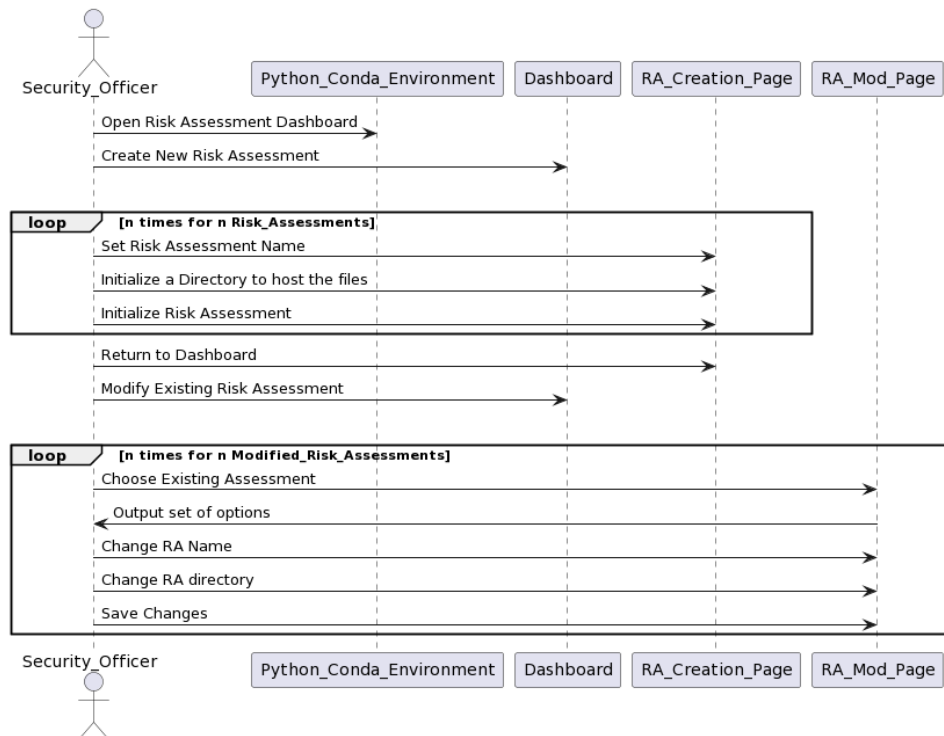 Security_Officer
Python_Conda_Environment
Dashboard
RA_Creation_Page
RA_Mod_Page
Open Risk Assessment Dashboard
Create New Risk Assessment
loop [n times for n Risk_Assessments]
Set Risk Assessment Name
Initialize a Directory to host the files
Initialize Risk Assessment
Return to Dashboard
Modify Existing Risk Assessment
loop [n times for n Modified_Risk_Assessments]
Choose Existing Assessment
Output set of options
Change RA Name
Change RA directory
Save Changes
Security_Officer
Python_Conda_Environment
Dashboard
RA_Creation_Page
RA_Mod_Page